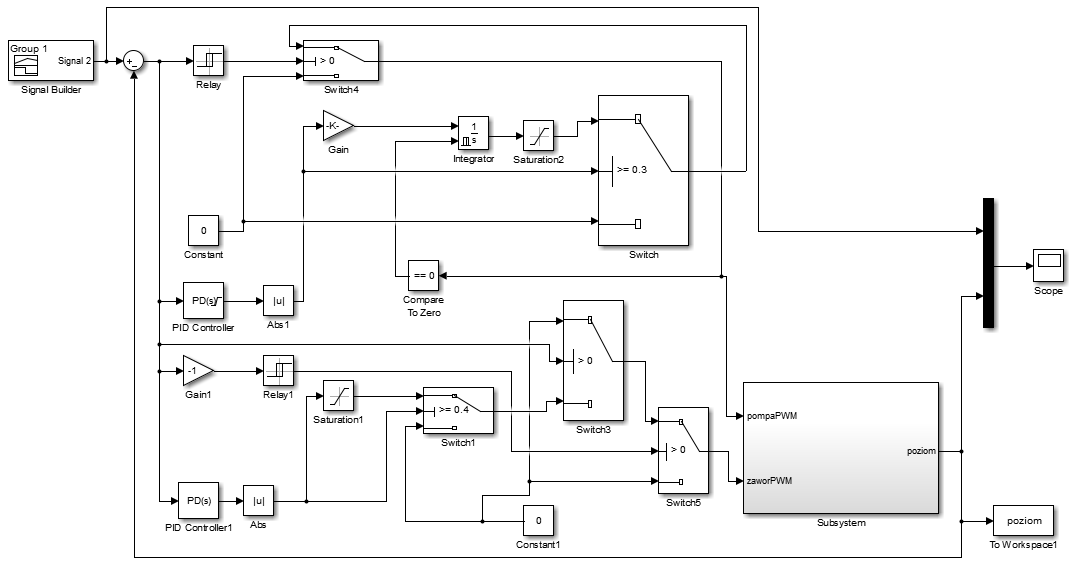 Group 1
Signal 2
Signal Builder
+
-
Relay
> 0
Switch4
-K-
Gain
1
s
Integrator
Saturation2
>= 0.3
Switch
0
Constant
== 0
Compare
To Zero
Scope
PD(s)
PID Controller
|u|
Abs1
-1
Gain1
Relay1
Saturation1
>= 0.4
Switch1
> 0
Switch3
> 0
Switch5
pompaPWM
zaworPWM
poziom
Subsystem
PD(s)
PID Controller1
|u|
Abs
0
Constant1
poziom
To Workspace1